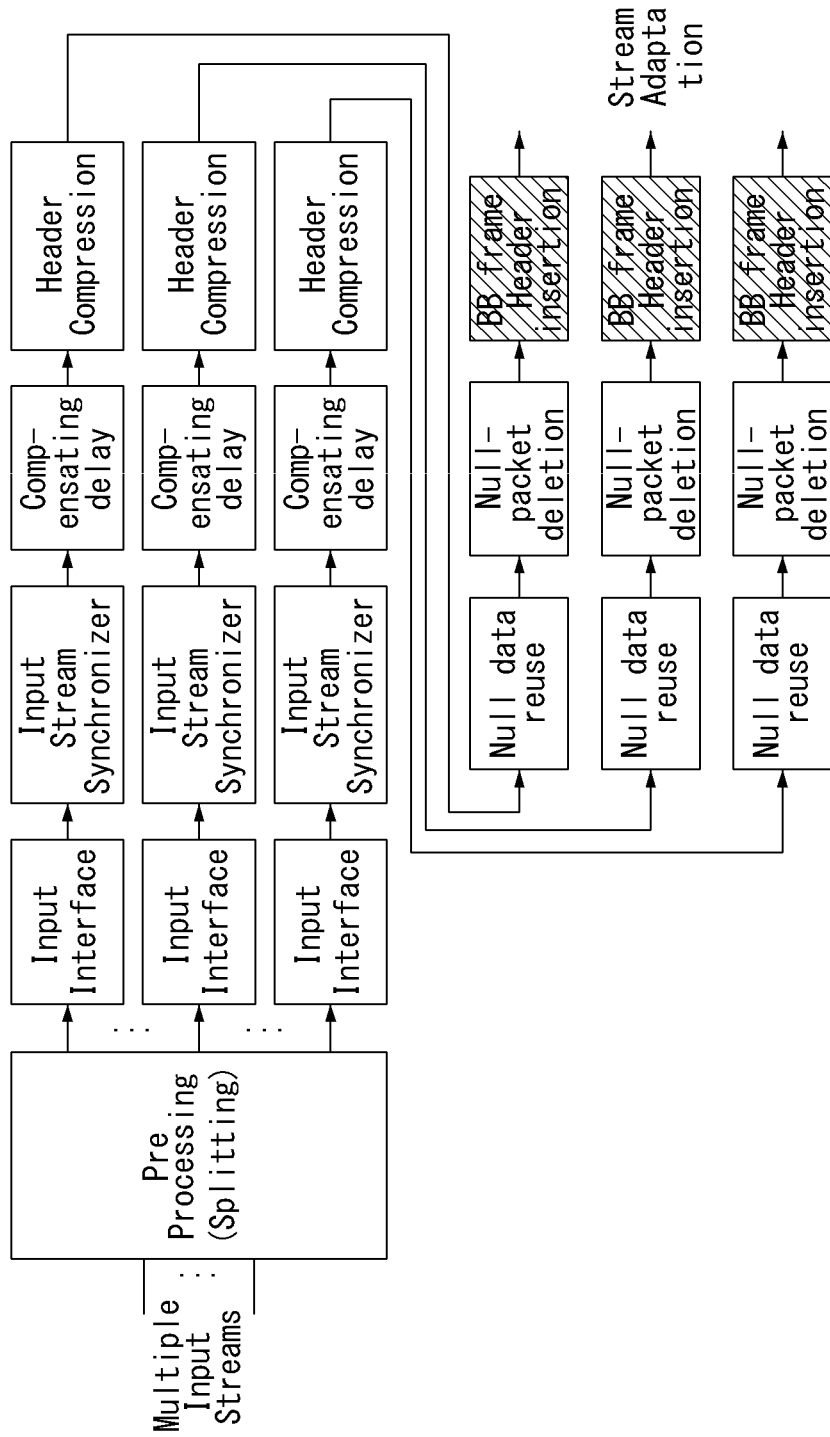 Multiple
Input
Streams
...
Pre
Processing
(Splitting)
...
...
Input
Interface
Input
Stream
Synchronizer
Comp-
ensating
delay
Header
Compression
Input
Interface
Input
Stream
Synchronizer
Comp-
ensating
delay
Header
Compression
Input
Interface
Input
Stream
Synchronizer
Comp-
ensating
delay
Header
Compression
Null data
reuse
Null-
packet
deletion
BB frame
Header
insertion
Null data
reuse
Null-
packet
deletion
BB frame
Header
insertion
Stream
Adapta
tion
Null data
reuse
Null-
packet
deletion
BB frame
Header
insertion